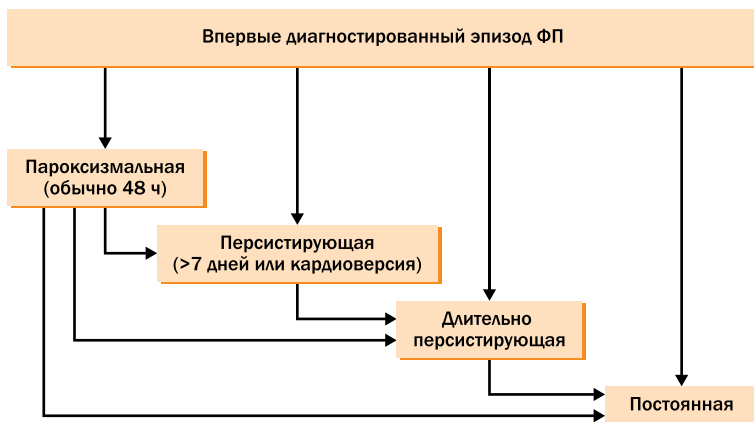 Впервые диагностированный эпизод ФП
Пароксизмальная
(обычно 48 ч)
Персистирующая
(>7 дней или кардиоверсия)
Длительно
персистирующая
Постоянная